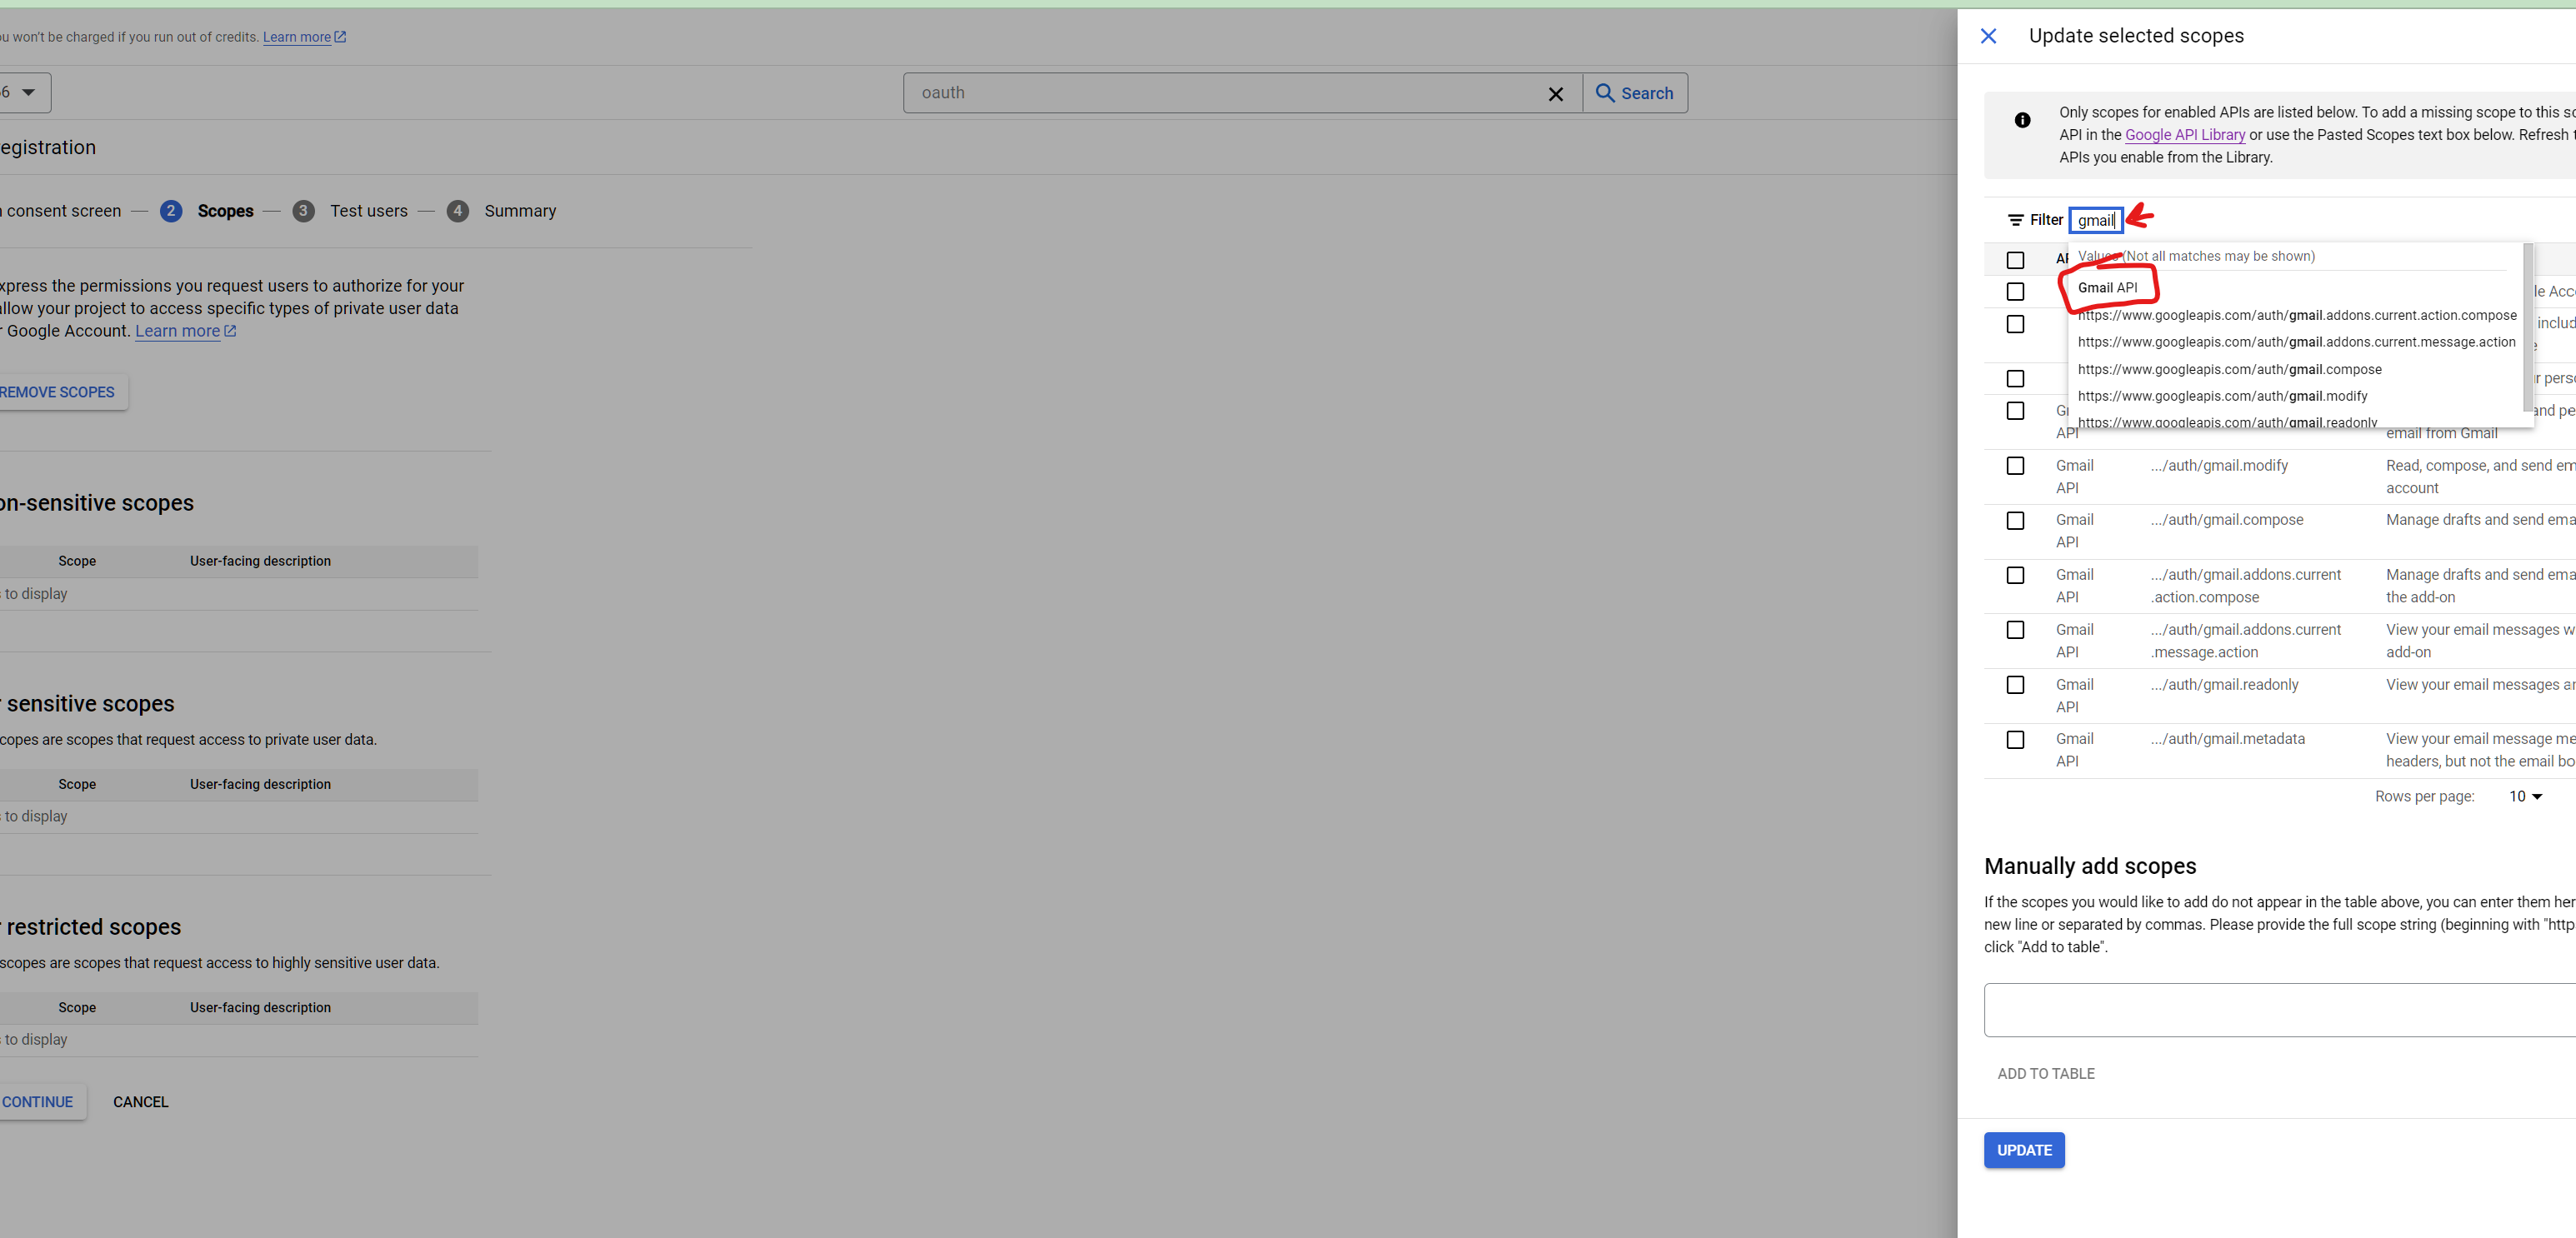 u won't be charged if you run out of credits. Learn more
6
oauth
Search
egistration
consent screen — 2 Scopes — 3 Test users — 4 Summary
xpress the permissions you request users to authorize for your
llow your project to access specific types of private user data
r Google Account. Learn more
REMOVE SCOPES
on-sensitive scopes
Scope User-facing description
to display
sensitive scopes
copes are scopes that request access to private user data.
Scope User-facing description
to display
restricted scopes
scopes are scopes that request access to highly sensitive user data.
Scope User-facing description
to display
CONTINUE CANCEL
Update selected scopes
Only scopes for enabled APIs are listed below. To add a missing scope to this sc
API in the Google API Library or use the Pasted Scopes text box below. Refresh t
APIs you enable from the Library.
Filter gmail
Values (Not all matches may be shown)
Gmail API
https://www.googleapis.com/auth/gmail.addons.current.action.compose
https://www.googleapis.com/auth/gmail.addons.current.message.action
https://www.googleapis.com/auth/gmail.compose
https://www.googleapis.com/auth/gmail.modify
https://www.googleapis.com/auth/gmail.readonly
le Acc
includ
r perso
and pe
API email from Gmail
Gmail .../auth/gmail.modify Read, compose, and send ema
API account
Gmail .../auth/gmail.compose Manage drafts and send ema
API
Gmail .../auth/gmail.addons.current Manage drafts and send ema
API .action.compose the add-on
Gmail .../auth/gmail.addons.current View your email messages w
API .message.action add-on
Gmail .../auth/gmail.readonly View your email messages ar
API
Gmail .../auth/gmail.metadata View your email message me
API headers, but not the email bo
Rows per page: 10
Manually add scopes
If the scopes you would like to add do not appear in the table above, you can enter them her
new line or separated by commas. Please provide the full scope string (beginning with "http
click "Add to table".
ADD TO TABLE
UPDATE